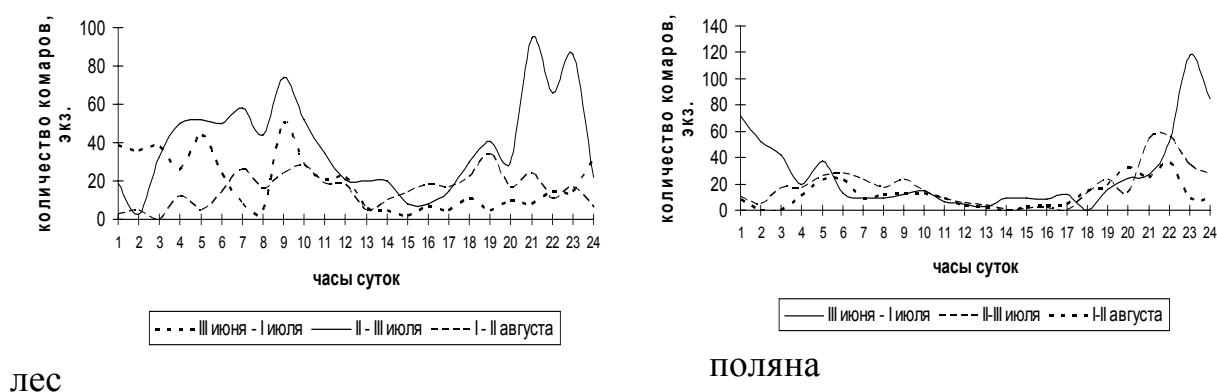 количество комаров, экз.
100
80
60
40
20
0
1 2 3 4 5 6 7 8 9 10 11 12 13 14 15 16 17 18 19 20 21 22 23 24
часы суток
III июня - I июля II - III июля I - II августа
лес
количество комаров, экз.
140
120
100
80
60
40
20
0
1 2 3 4 5 6 7 8 9 10 11 12 13 14 15 16 17 18 19 20 21 22 23 24
часы суток
III июня - I июля II-III июля I-II августа
поляна